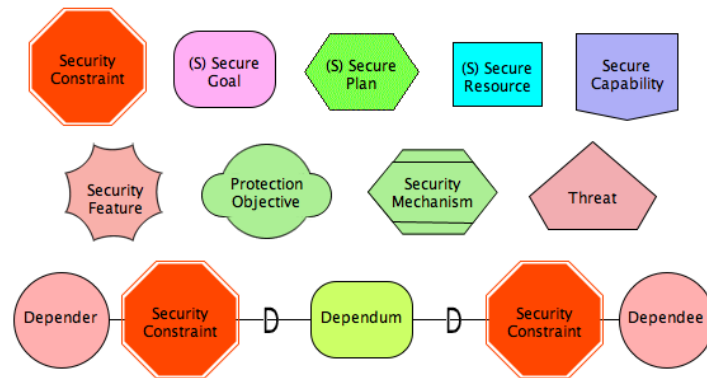 Security
Constraint
(S) Secure
Goal
(S) Secure
Plan
(S) Secure
Resource
Secure
Capability
Security
Feature
Protection
Objective
Security
Mechanism
Threat
Depender
Security
Constraint
D
Dependum
D
Security
Constraint
Dependee